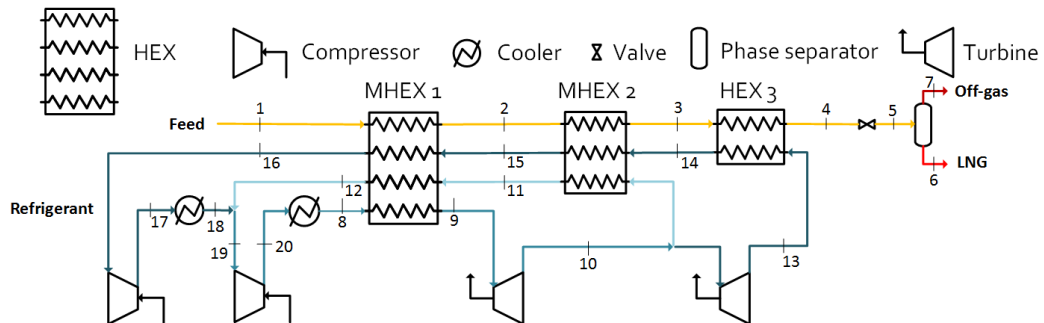 HEX
Compressor
Cooler
Valve
Phase separator
Turbine
MHEX 1
MHEX 2
HEX 3
7
Off-gas
Feed
1
2
3
4
5
16
15
14
LNG
6
12
11
Refrigerant
17
18
8
9
19
20
10
13